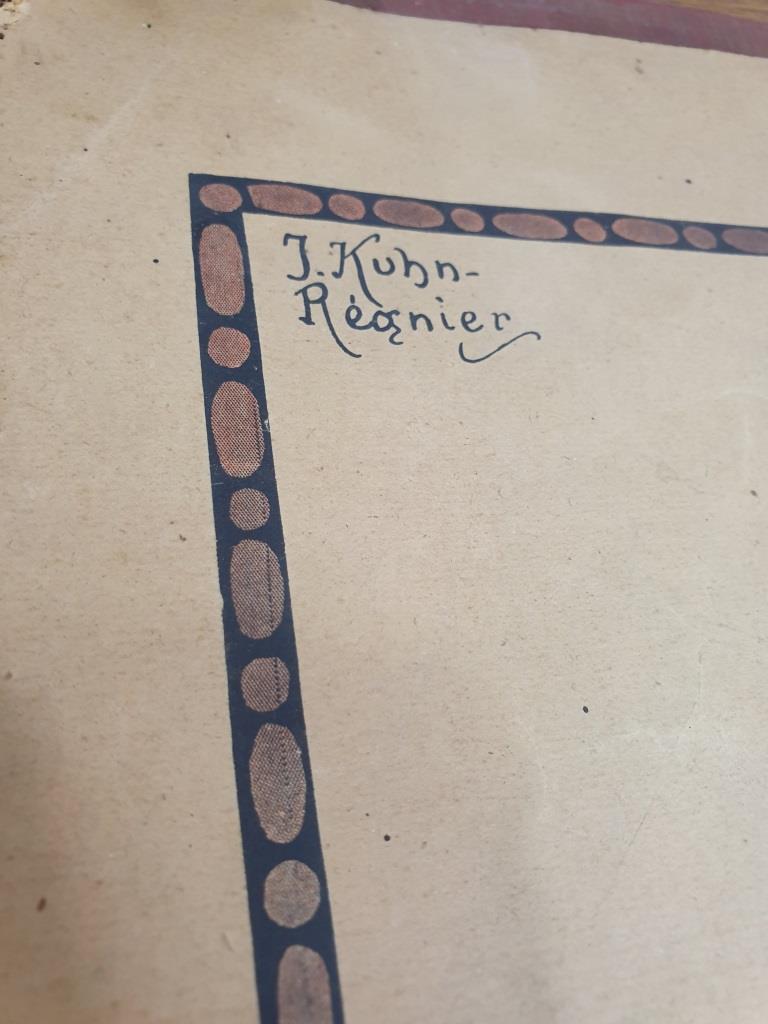 J. Kuhn-
Régnier